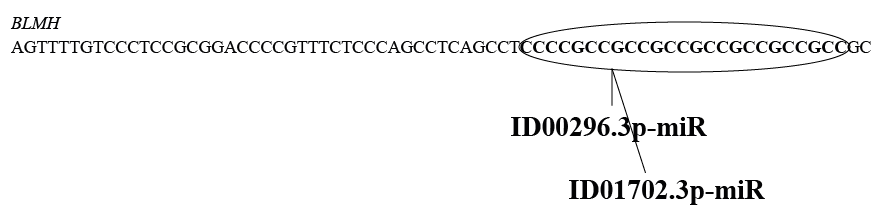 BLMH
AGTTTTGTCCCTCCGCGGACCCCGTTTCTCCCAGCCTCAGCCTCCCCGCCGCCGCCGCCGCCGCCGCCGC
ID00296.3p-miR
ID01702.3p-miR